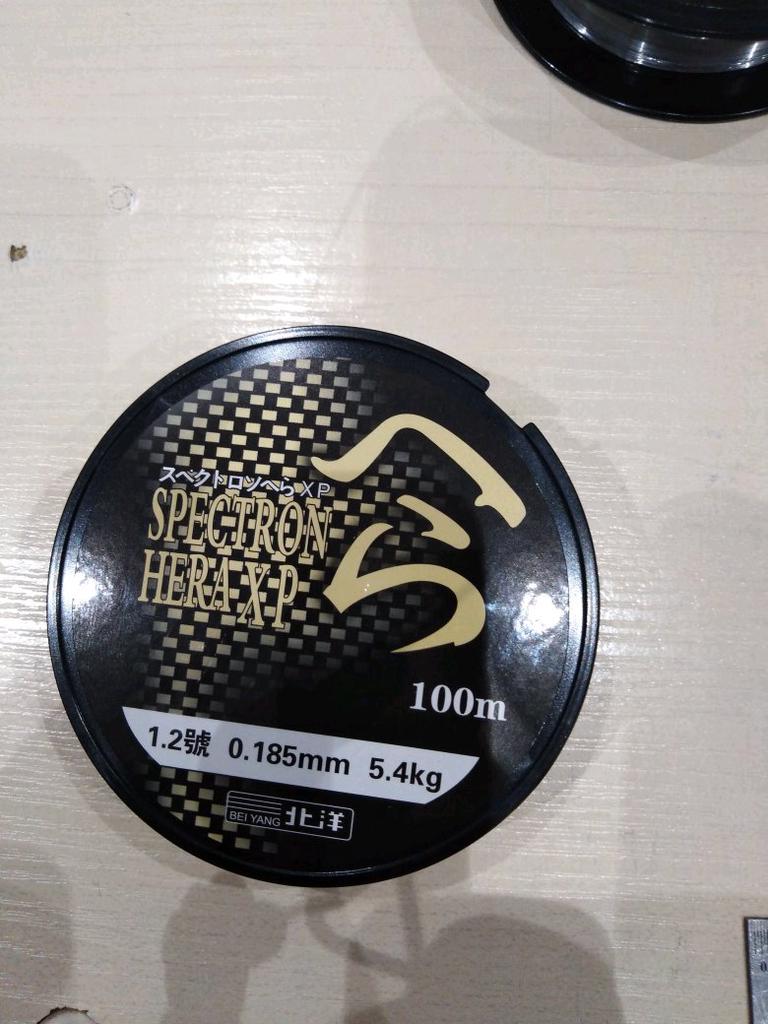 スペクトロンへらXP
SPECTRON
HERA XP
へら
100m
1.2號 0.185mm 5.4kg
BEI YANG 北洋
0